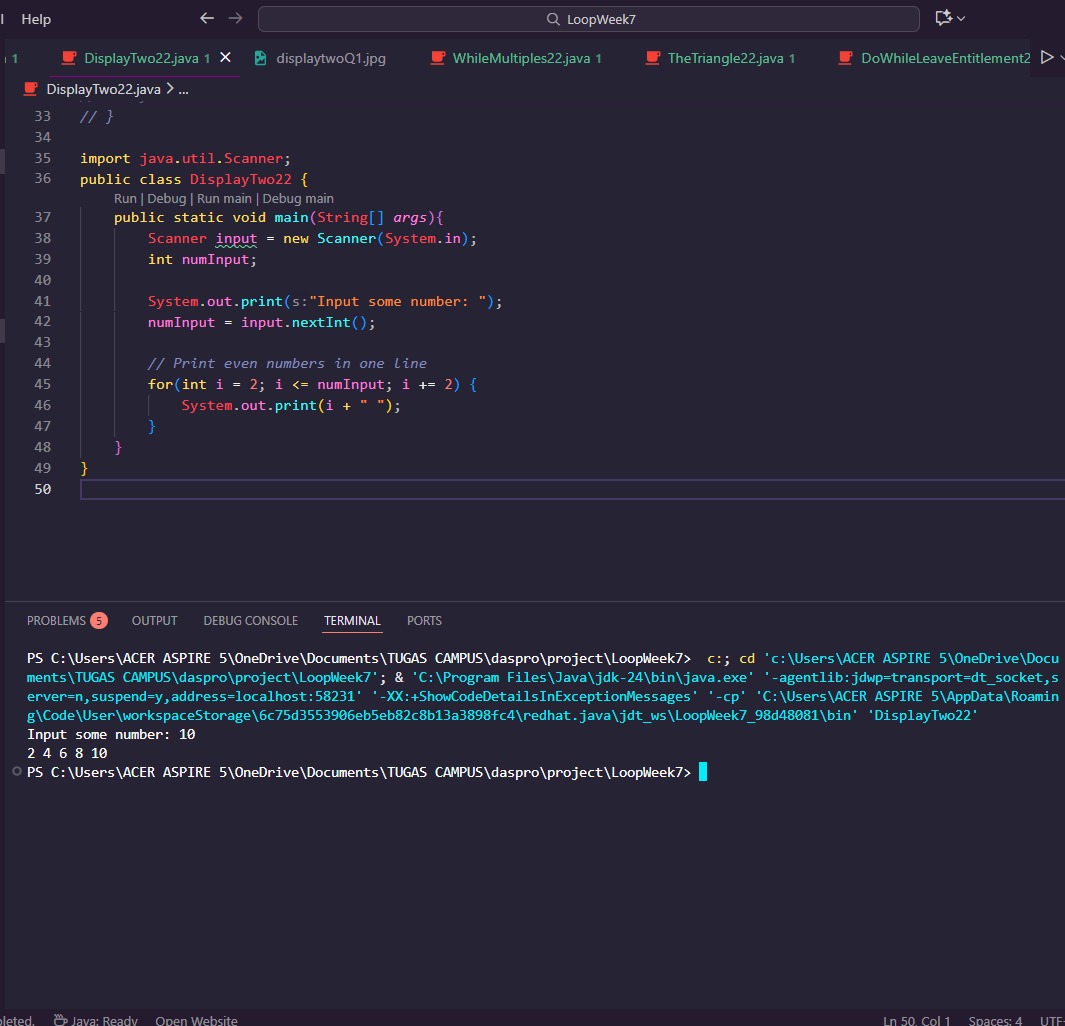 Help
LoopWeek7
1
DisplayTwo22.java 1
displaytwoQ1.jpg
WhileMultiples22.java 1
TheTriangle22.java 1
DoWhileLeaveEntitlement2
DisplayTwo22.java > ...
33 // }
34
35 import java.util.Scanner;
36 public class DisplayTwo22 {
Run | Debug | Run main | Debug main
37 public static void main(String[] args){
38 Scanner input = new Scanner(System.in);
39 int numInput;
40
41 System.out.print(s:"Input some number: ");
42 numInput = input.nextInt();
43
44 // Print even numbers in one line
45 for(int i = 2; i <= numInput; i += 2) {
46 System.out.print(i + " ");
47 }
48 }
49 }
50
PROBLEMS 5 OUTPUT DEBUG CONSOLE TERMINAL PORTS
PS C:\Users\ACER ASPIRE 5\OneDrive\Documents\TUGAS CAMPUS\daspro\project\LoopWeek7> c:; cd 'c:\Users\ACER ASPIRE 5\OneDrive\Docu
ments\TUGAS CAMPUS\daspro\project\LoopWeek7'; & 'C:\Program Files\Java\jdk-24\bin\java.exe' '-agentlib:jdwp=transport=dt_socket,s
erver=n,suspend=y,address=localhost:58231' '-XX:+ShowCodeDetailsInExceptionMessages' '-cp' 'C:\Users\ACER ASPIRE 5\AppData\Roamin
g\Code\User\workspaceStorage\6c75d3553906eb5eb82c8b13a3898fc4\redhat.java\jdt_ws\LoopWeek7_98d48081\bin' 'DisplayTwo22'
Input some number: 10
2 4 6 8 10
PS C:\Users\ACER ASPIRE 5\OneDrive\Documents\TUGAS CAMPUS\daspro\project\LoopWeek7>
pleted. Java: Ready Open Website Ln 50, Col 1 Spaces: 4 UTF-